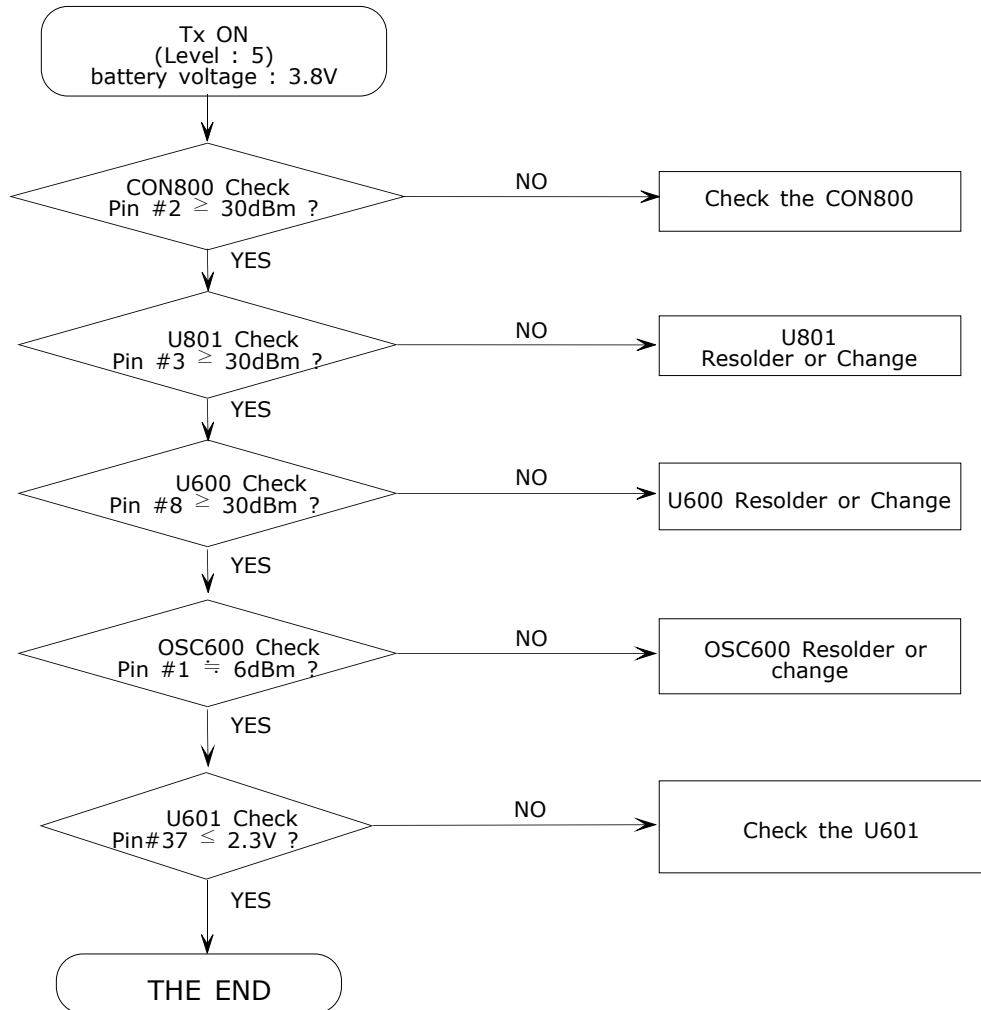 Tx ON
(Level : 5)
battery voltage : 3.8V
CON800 Check
Pin #2 ≥ 30dBm ?
NO
Check the CON800
YES
U801 Check
Pin #3 ≥ 30dBm ?
NO
U801
Resolder or Change
YES
U600 Check
Pin #8 ≥ 30dBm ?
NO
U600 Resolder or Change
YES
OSC600 Check
Pin #1 ≒ 6dBm ?
NO
OSC600 Resolder or
change
YES
U601 Check
Pin#37 ≤ 2.3V ?
NO
Check the U601
YES
THE END